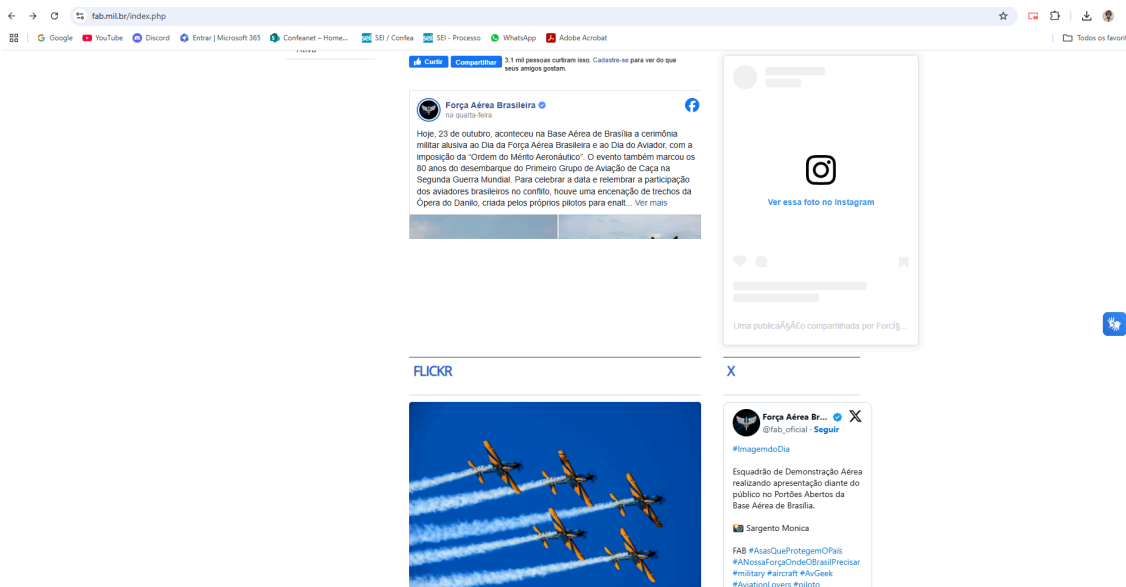 fab.mil.br/index.php
Google YouTube Discord Entrar | Microsoft 365 Confeanet – Home... SEI / Confea SEI - Processo WhatsApp Adobe Acrobat Todos os favorit
Ativa
Curtir Compartilhar 3,1 mil pessoas curtiram isso. Cadastre-se para ver do que
seus amigos gostam.
Força Aérea Brasileira
na quarta-feira
Hoje, 23 de outubro, aconteceu na Base Aérea de Brasília a cerimônia
militar alusiva ao Dia da Força Aérea Brasileira e ao Dia do Aviador, com a
imposição da “Ordem do Mérito Aeronáutico”. O evento também marcou os
80 anos do desembarque do Primeiro Grupo de Aviação de Caça na
Segunda Guerra Mundial. Para celebrar a data e relembrar a participação
dos aviadores brasileiros no conflito, houve uma encenação de trechos da
Ópera do Danilo, criada pelos próprios pilotos para enalt... Ver mais
Ver essa foto no Instagram
Uma publicaÃ§Ã£o compartilhada por ForcÌ§...
FLICKR
X
Força Aérea Br...
@fab_oficial · Seguir
#ImagemdoDia
Esquadrão de Demonstração Aérea
realizando apresentação diante do
público no Portões Abertos da
Base Aérea de Brasília.
Sargento Monica
FAB #AsasQueProtegemOPaís
#ANossaForçaOndeOBrasilPrecisar
#military #aircraft #AvGeek
#AviationLovers #piloto